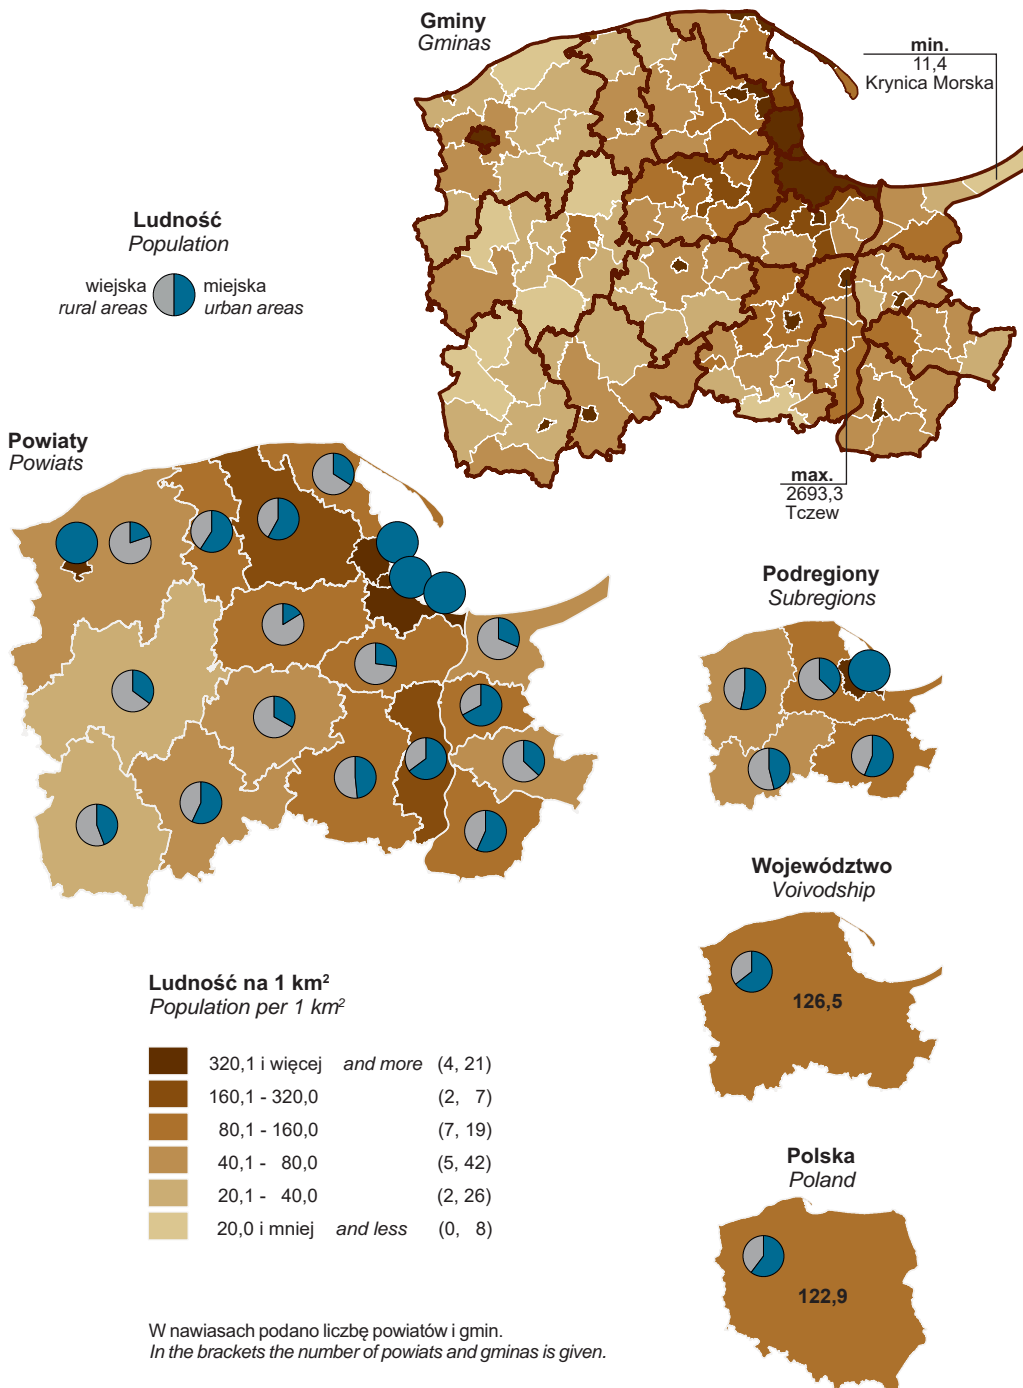 Gminy
Gminas
min.
11,4
Krynica Morska
Ludność
Population
wiejska
rural areas
miejska
urban areas
max.
2693,3
Tczew
Powiaty
Powiats
Podregiony
Subregions
Województwo
Voivodship
126,5
Ludność na 1 km²
Population per 1 km²
320,1 i więcej and more (4, 21)
160,1 - 320,0 (2, 7)
80,1 - 160,0 (7, 19)
40,1 - 80,0 (5, 42)
20,1 - 40,0 (2, 26)
20,0 i mniej and less (0, 8)
Polska
Poland
122,9
W nawiasach podano liczbę powiatów i gmin.
In the brackets the number of powiats and gminas is given.